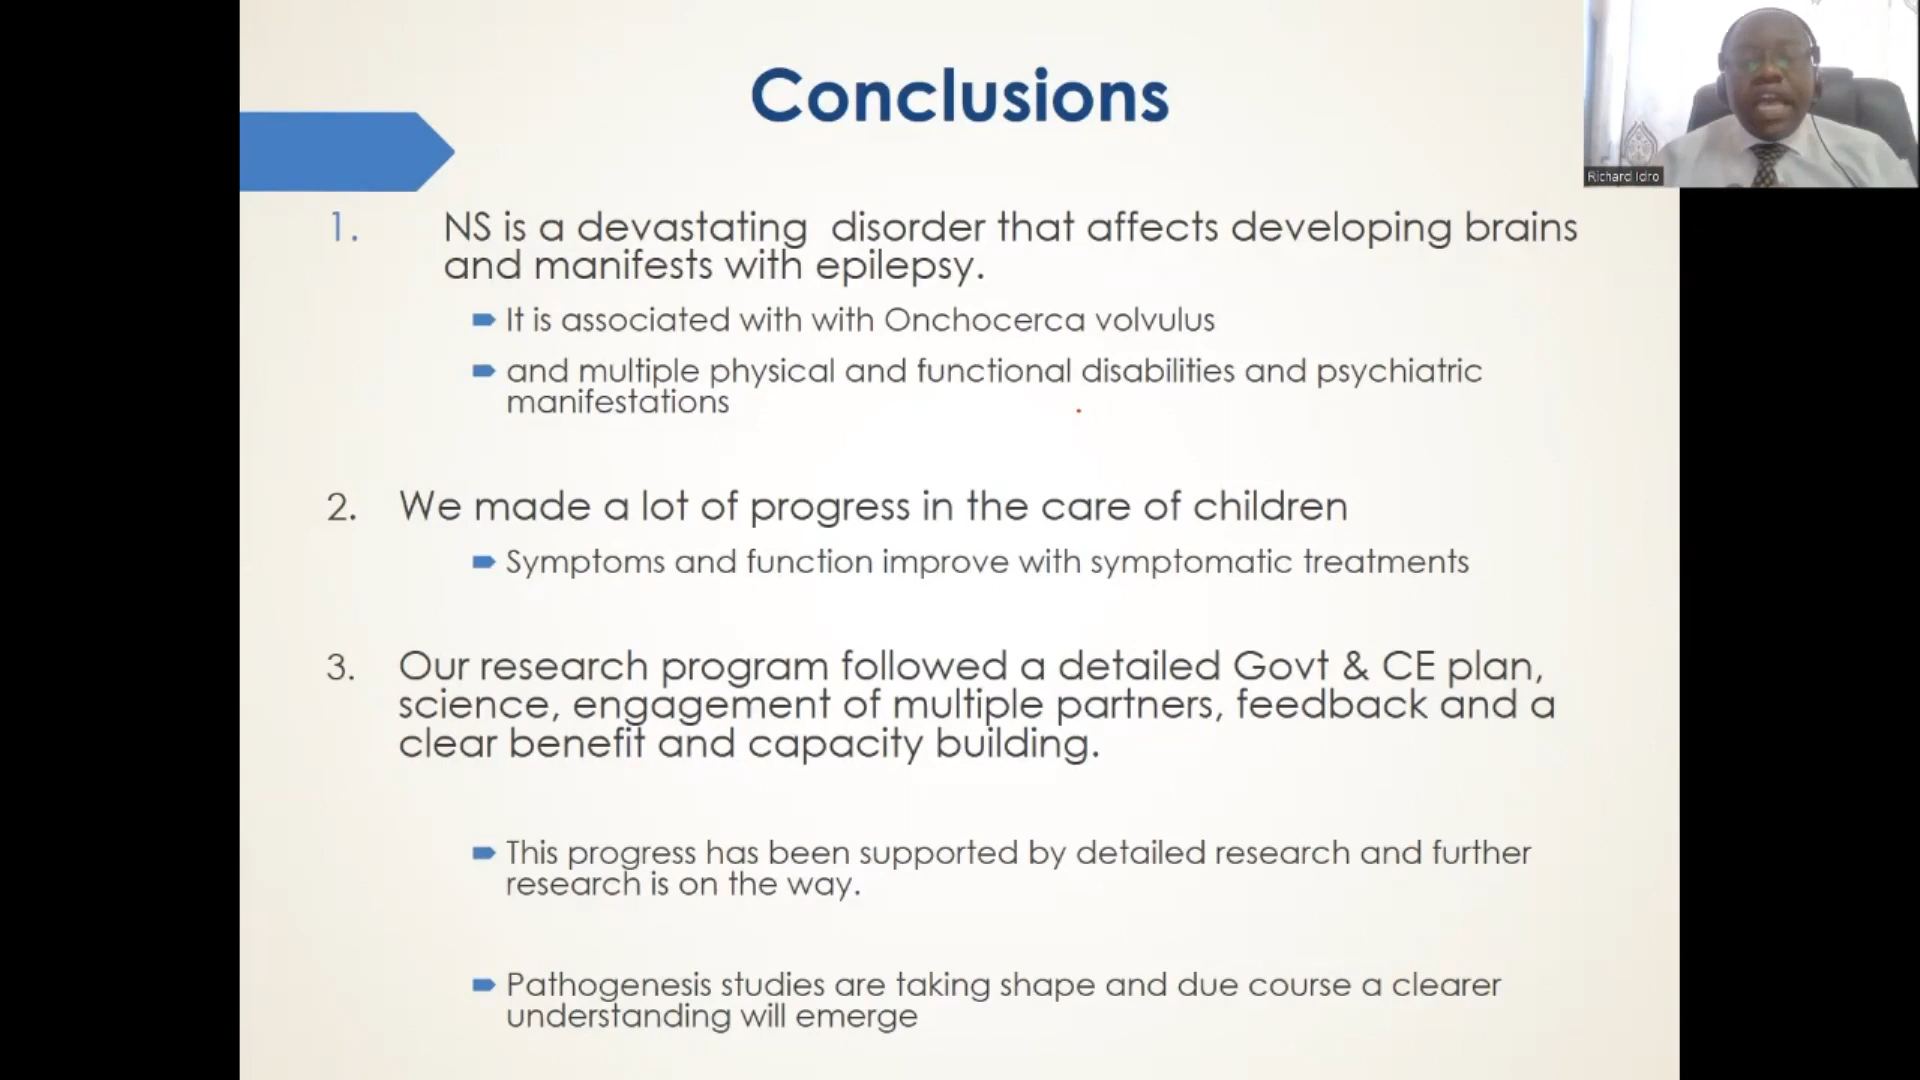 Conclusions
Richard Idro
1. NS is a devastating disorder that affects developing brains
and manifests with epilepsy.
It is associated with with Onchocerca volvulus
and multiple physical and functional disabilities and psychiatric
manifestations
2. We made a lot of progress in the care of children
Symptoms and function improve with symptomatic treatments
3. Our research program followed a detailed Govt & CE plan,
science, engagement of multiple partners, feedback and a
clear benefit and capacity building.
This progress has been supported by detailed research and further
research is on the way.
Pathogenesis studies are taking shape and due course a clearer
understanding will emerge